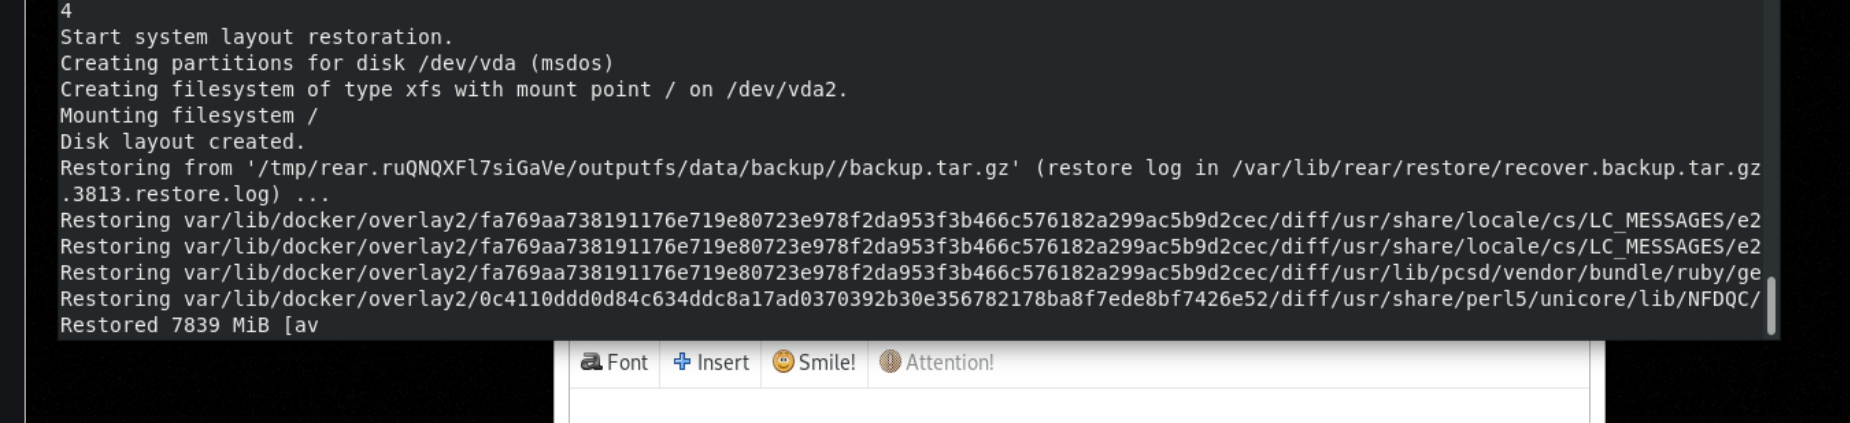 4
Start system layout restoration.
Creating partitions for disk /dev/vda (msdos)
Creating filesystem of type xfs with mount point / on /dev/vda2.
Mounting filesystem /
Disk layout created.
Restoring from '/tmp/rear.ruQNQXFl7siGaVe/outputfs/data/backup//backup.tar.gz' (restore log in /var/lib/rear/restore/recover.backup.tar.gz
.3813.restore.log) ...
Restoring var/lib/docker/overlay2/fa769aa738191176e719e80723e978f2da953f3b466c576182a299ac5b9d2cec/diff/usr/share/locale/cs/LC_MESSAGES/e2
Restoring var/lib/docker/overlay2/fa769aa738191176e719e80723e978f2da953f3b466c576182a299ac5b9d2cec/diff/usr/share/locale/cs/LC_MESSAGES/e2
Restoring var/lib/docker/overlay2/fa769aa738191176e719e80723e978f2da953f3b466c576182a299ac5b9d2cec/diff/usr/lib/pcsd/vendor/bundle/ruby/ge
Restoring var/lib/docker/overlay2/0c4110ddd0d84c634ddc8a17ad0370392b30e356782178ba8f7ede8bf7426e52/diff/usr/share/perl5/unicore/lib/NFDQC/
Restored 7839 MiB [av
Font Insert Smile! Attention!